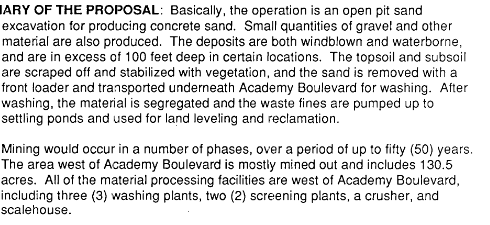 IARY OF THE PROPOSAL: Basically, the operation is an open pit sand
excavation for producing concrete sand. Small quantities of gravel and other
material are also produced. The deposits are both windblown and waterborne,
and are in excess of 100 feet deep in certain locations. The topsoil and subsoil
are scraped off and stabilized with vegetation, and the sand is removed with a
front loader and transported underneath Academy Boulevard for washing. After
washing, the material is segregated and the waste fines are pumped up to
settling ponds and used for land leveling and reclamation.
Mining would occur in a number of phases, over a period of up to fifty (50) years.
The area west of Academy Boulevard is mostly mined out and includes 130.5
acres. All of the material processing facilities are west of Academy Boulevard,
including three (3) washing plants, two (2) screening plants, a crusher, and
scalehouse.